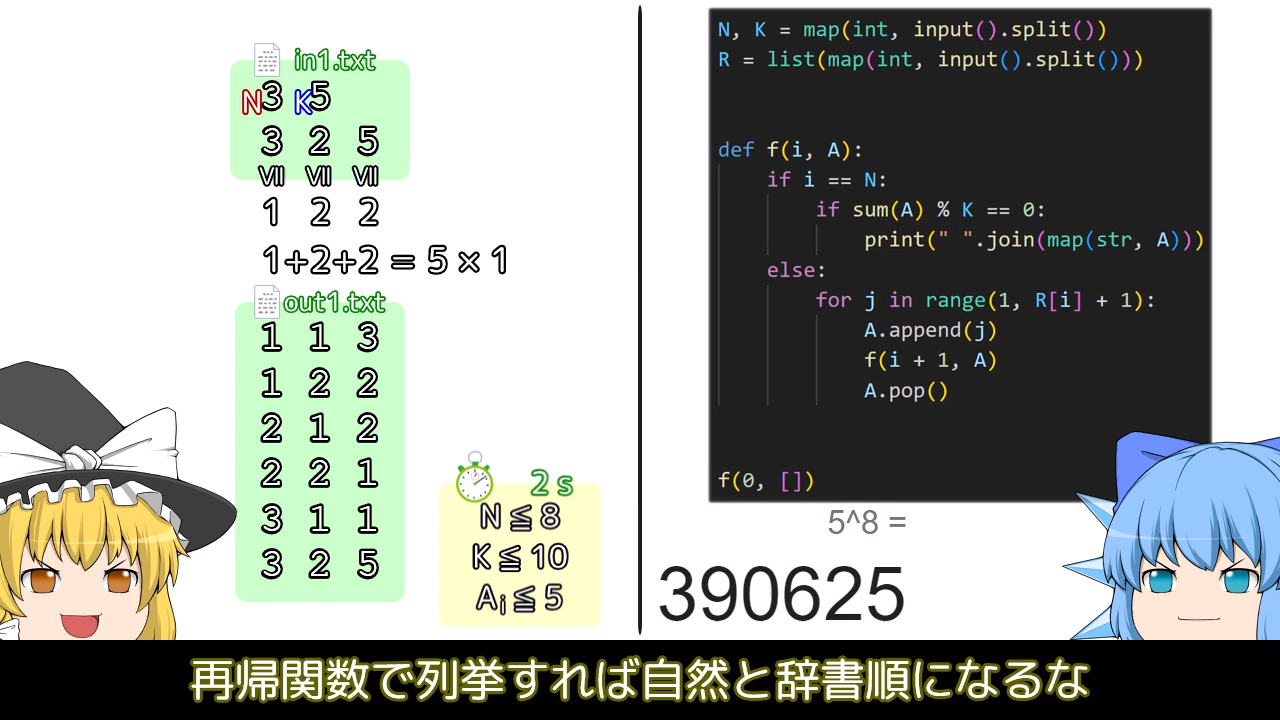 in1.txt
N3 K5
3 2 5
VII VII VII
1 2 2
1+2+2 = 5 × 1
out1.txt
1 1 3
1 2 2
2 1 2
2 2 1
3 1 1
3 2 5
2 s
N ≦ 8
K ≦ 10
Ai ≦ 5
N, K = map(int, input().split())
R = list(map(int, input().split()))
def f(i, A):
if i == N:
if sum(A) % K == 0:
print(" ".join(map(str, A)))
else:
for j in range(1, R[i] + 1):
A.append(j)
f(i + 1, A)
A.pop()
f(0, [])
5^8 =
390625
再帰関数で列挙すれば自然と辞書順になるな